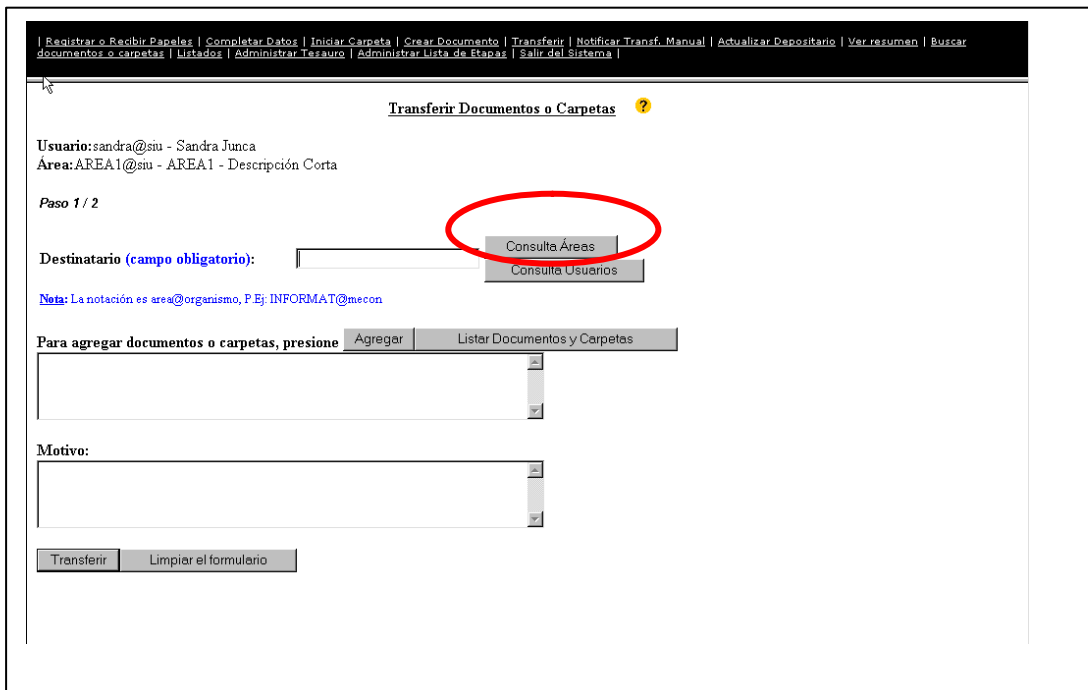 | Registrar o Recibir Papeles | Completar Datos | Iniciar Carpeta | Crear Documento | Transferir | Notificar Transf. Manual | Actualizar Depositario | Ver resumen | Buscar
documentos o carpetas | Listados | Administrar Tesauro | Administrar Lista de Etapas | Salir del Sistema |
Transferir Documentos o Carpetas ?
Usuario:sandra@siu - Sandra Junca
Área:AREA1@siu - AREA1 - Descripción Corta
Paso 1 / 2
Consulta Áreas
Destinatario (campo obligatorio):
Consulta Usuarios
Nota: La notación es area@organismo, P.Ej: INFORMAT@mecon
Para agregar documentos o carpetas, presione Agregar Listar Documentos y Carpetas
Motivo:
Transferir Limpiar el formulario